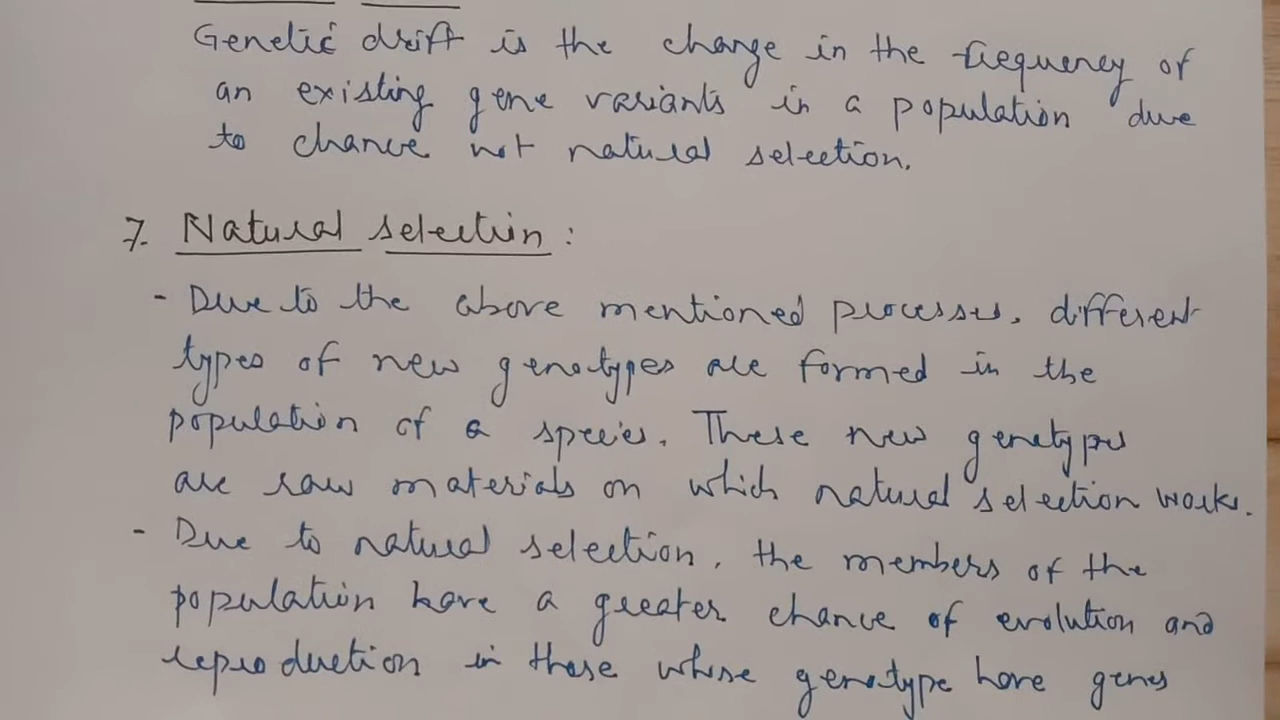 Genetic drift is the change in the frequency of
an existing gene variants in a population due
to chance not natural selection.
7. Natural selection :
- Due to the above mentioned processes, different
types of new genotypes are formed in the
population of a species. These new genotypes
are raw materials on which natural selection works.
- Due to natural selection, the members of the
population have a greater chance of evolution and
reproduction in those whose genotype have genes